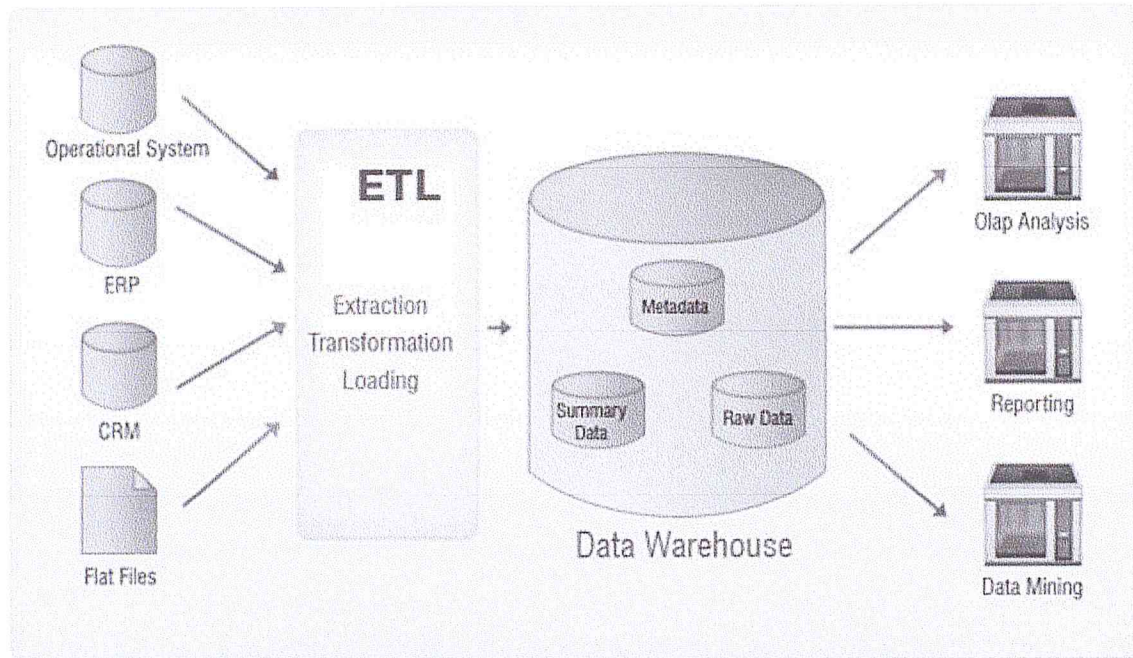 Operational System
ERP
CRM
Flat Files
ETL
Extraction
Transformation
Loading
Metadada
Summary
Data
Raw Data
Data Warehouse
Olap Analysis
Reporting
Data Mining